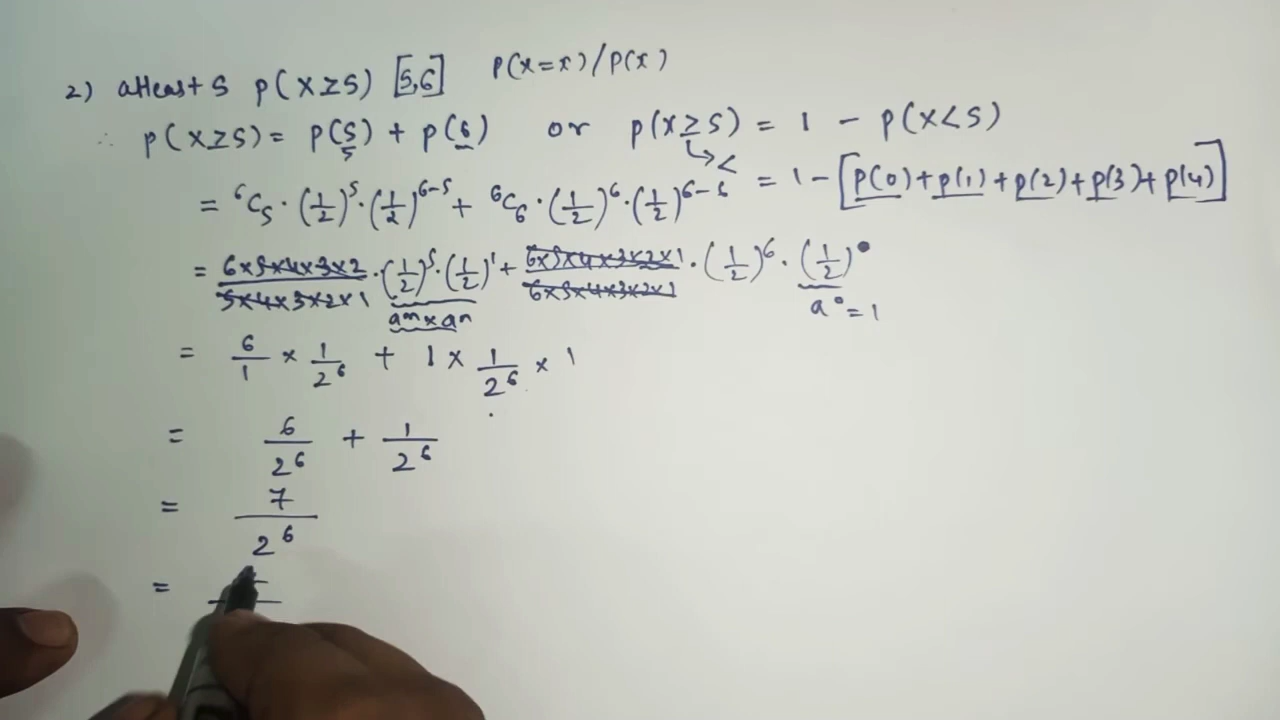 2) atleast 5 P(X≥5) [5,6] P(X=x)/P(x)
∴ P(X≥5) = P(5) + P(6) or P(X≥5) = 1 - P(X<5)
5 ↳ <
= ⁶C₅ · (1/2)⁵ · (1/2)⁶⁻⁵ + ⁶C₆ · (1/2)⁶ · (1/2)⁶⁻⁶ = 1 - [P(0)+P(1)+P(2)+P(3)+P(4)]
= 6×5×4×3×2 / 5×4×3×2×1 · (1/2)⁵ · (1/2)¹ + 6×5×4×3×2×1 / 6×5×4×3×2×1 · (1/2)⁶ · (1/2)⁰
aᵐ × aⁿ a⁰ = 1
= 6/1 × 1/2⁶ + 1 × 1/2⁶ × 1
= 6/2⁶ + 1/2⁶
= 7/2⁶
=